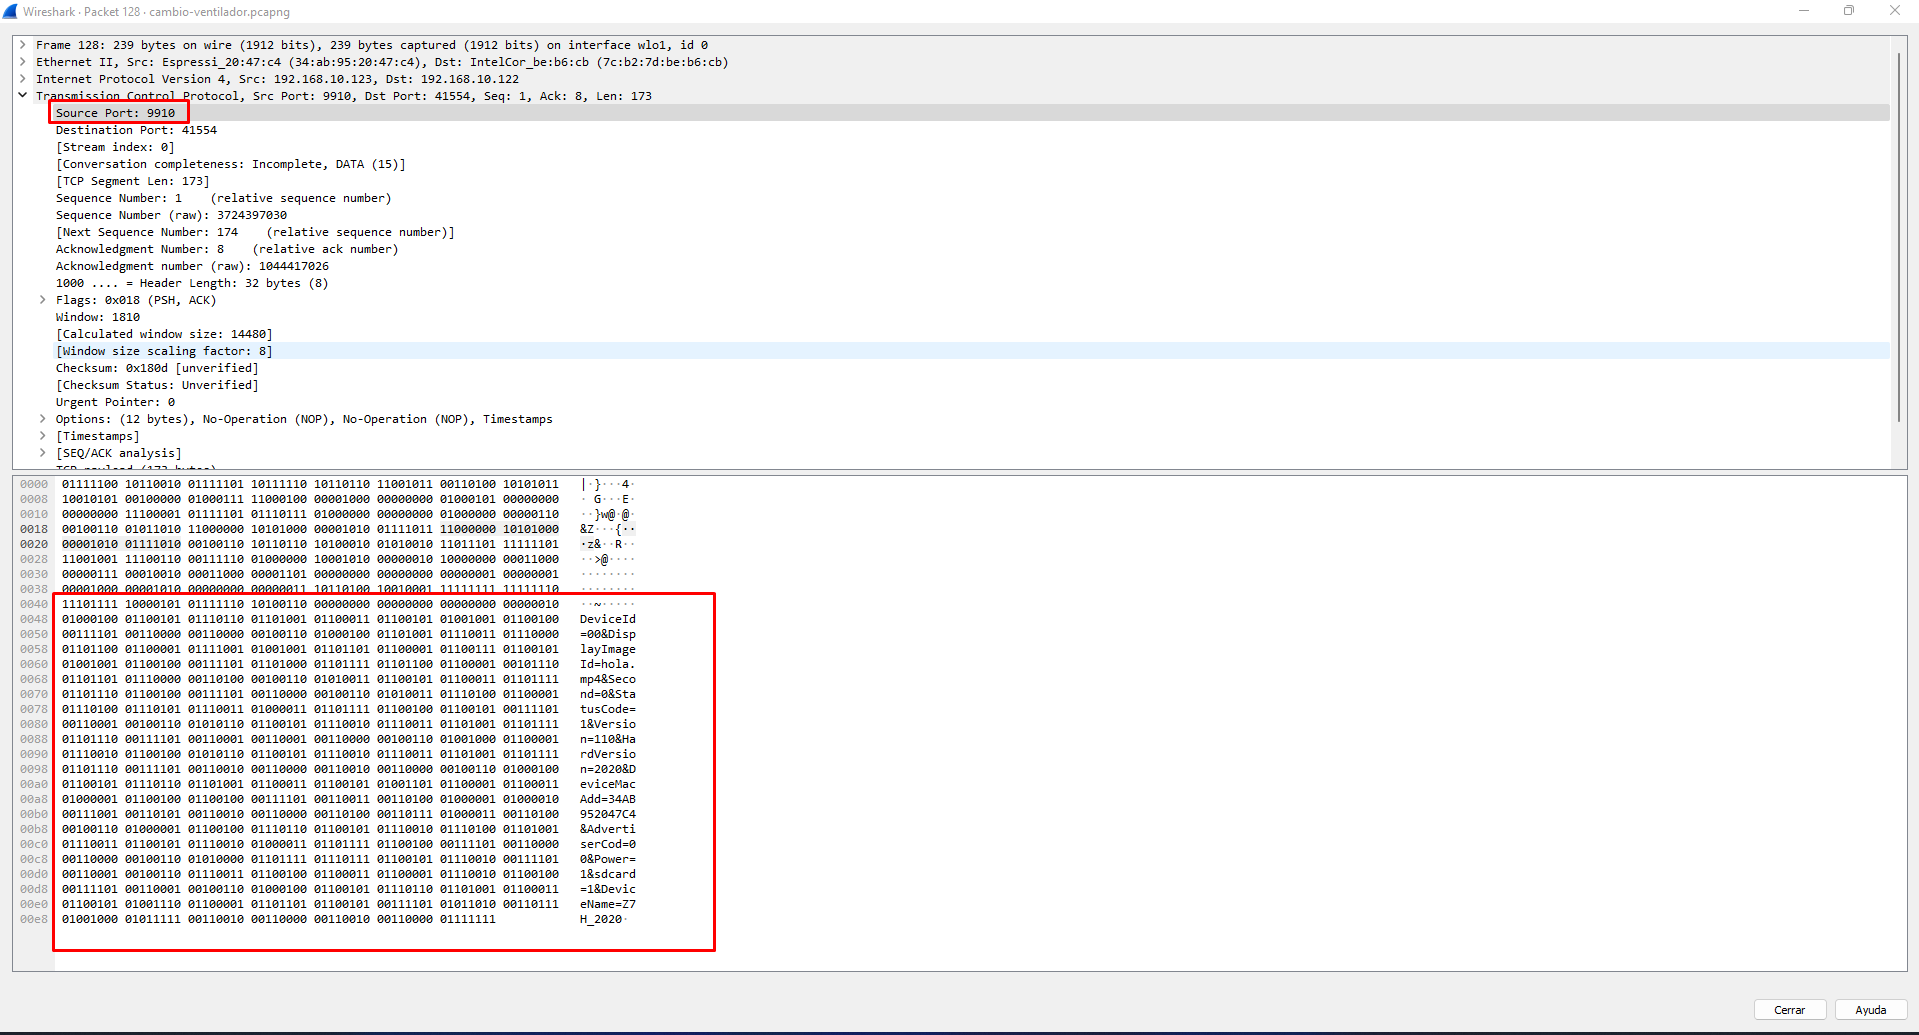 Wireshark · Packet 128 · cambio-ventilador.pcapng
Frame 128: 239 bytes on wire (1912 bits), 239 bytes captured (1912 bits) on interface wlo1, id 0
Ethernet II, Src: Espressi_20:47:c4 (34:ab:95:20:47:c4), Dst: IntelCor_be:b6:cb (7c:b2:7d:be:b6:cb)
Internet Protocol Version 4, Src: 192.168.10.123, Dst: 192.168.10.122
Transmission Control Protocol, Src Port: 9910, Dst Port: 41554, Seq: 1, Ack: 8, Len: 173
Source Port: 9910
Destination Port: 41554
[Stream index: 0]
[Conversation completeness: Incomplete, DATA (15)]
[TCP Segment Len: 173]
Sequence Number: 1    (relative sequence number)
Sequence Number (raw): 3724397030
[Next Sequence Number: 174    (relative sequence number)]
Acknowledgment Number: 8    (relative ack number)
Acknowledgment number (raw): 1044417026
1000 .... = Header Length: 32 bytes (8)
Flags: 0x018 (PSH, ACK)
Window: 1810
[Calculated window size: 14480]
[Window size scaling factor: 8]
Checksum: 0x180d [unverified]
[Checksum Status: Unverified]
Urgent Pointer: 0
Options: (12 bytes), No-Operation (NOP), No-Operation (NOP), Timestamps
[Timestamps]
[SEQ/ACK analysis]
TCP payload (173 bytes)
0000 01111100 10110010 01111101 10111110 10110110 11001011 00110100 10101011 |·}···4·
0008 10010101 00100000 01000111 11000100 00001000 00000000 01000101 00000000 · G···E·
0010 00000000 11100001 01111101 01110111 01000000 00000000 01000000 00000110 ··}w@·@·
0018 00100110 01011010 11000000 10101000 00001010 01111011 11000000 10101000 &Z···{··
0020 00001010 01111010 00100110 10110110 10100010 01010010 11011101 11111101 ·z&··R··
0028 11001001 11100110 00111110 01000000 10001010 00000010 10000000 00011000 ··>@····
0030 00000111 00010010 00011000 00001101 00000000 00000000 00000001 00000001 ········
0038 00001000 00001010 00000000 00000011 10110100 10010001 11111111 11111110 ········
0040 11101111 10000101 01111110 10100110 00000000 00000000 00000000 00000010 ··~·····
0048 01000100 01100101 01110110 01101001 01100011 01100101 01001001 01100100 DeviceId
0050 00111101 00110000 00110000 00100110 01000100 01101001 01110011 01110000 =00&Disp
0058 01101100 01100001 01111001 01001001 01101101 01100001 01100111 01100101 layImage
0060 01001001 01100100 00111101 01101000 01101111 01101100 01100001 00101110 Id=hola.
0068 01101101 01110000 00110100 00100110 01010011 01100101 01100011 01101111 mp4&Seco
0070 01101110 01100100 00111101 00110000 00100110 01010011 01110100 01100001 nd=0&Sta
0078 01110100 01110101 01110011 01000011 01101111 01100100 01100101 00111101 tusCode=
0080 00110001 00100110 01010110 01100101 01110010 01110011 01101001 01101111 1&Versio
0088 01101110 00111101 00110001 00110001 00110000 00100110 01001000 01100001 n=110&Ha
0090 01110010 01100100 01010110 01100101 01110010 01110011 01101001 01101111 rdVersio
0098 01101110 00111101 00110010 00110000 00110010 00110000 00100110 01000100 n=2020&D
00a0 01100101 01110110 01101001 01100011 01100101 01001101 01100001 01100011 eviceMac
00a8 01000001 01100100 01100100 00111101 00110011 00110100 01000001 01000010 Add=34AB
00b0 00111001 00110101 00110010 00110000 00110100 00110111 01000011 00110100 952047C4
00b8 00100110 01000001 01100100 01110110 01100101 01110010 01110100 01101001 &Adverti
00c0 01110011 01100101 01110010 01000011 01101111 01100100 00111101 00110000 serCod=0
00c8 00110000 00100110 01010000 01101111 01110111 01100101 01110010 00111101 0&Power=
00d0 00110001 00100110 01110011 01100100 01100011 01100001 01110010 01100100 1&sdcard
00d8 00111101 00110001 00100110 01000100 01100101 01110110 01101001 01100011 =1&Devic
00e0 01100101 01001110 01100001 01101101 01100101 00111101 01011010 00110111 eName=Z7
00e8 01001000 01011111 00110010 00110000 00110010 00110000 01111111 H_2020·
Cerrar
Ayuda